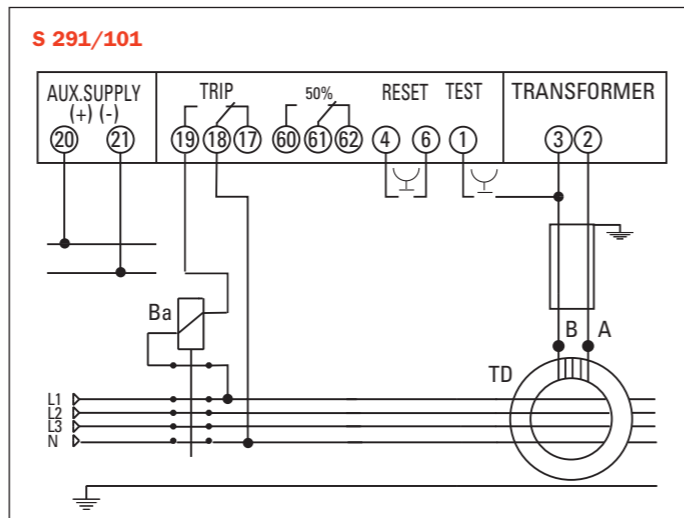 S 291/101
AUX.SUPPLY TRIP 50% RESET TEST TRANSFORMER
(+) (-)
20 21 19 18 17 60 61 62 4 6 1 3 2
Ba
B A
TD
L1
L2
L3
N